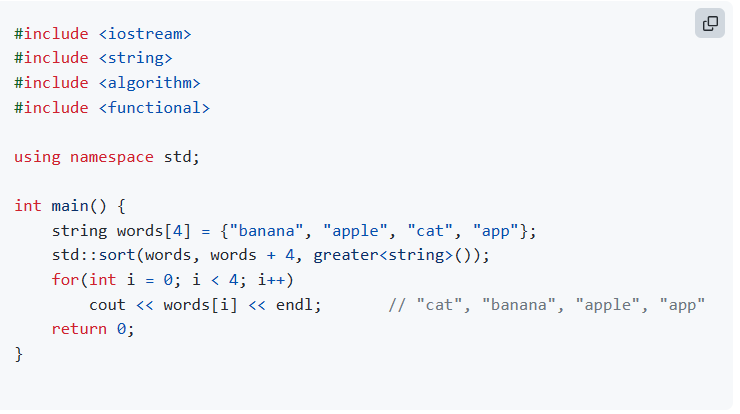 #include <iostream>
#include <string>
#include <algorithm>
#include <functional>
using namespace std;
int main() {
    string words[4] = {"banana", "apple", "cat", "app"};
    std::sort(words, words + 4, greater<string>());
    for(int i = 0; i < 4; i++)
        cout << words[i] << endl;       // "cat", "banana", "apple", "app"
    return 0;
}